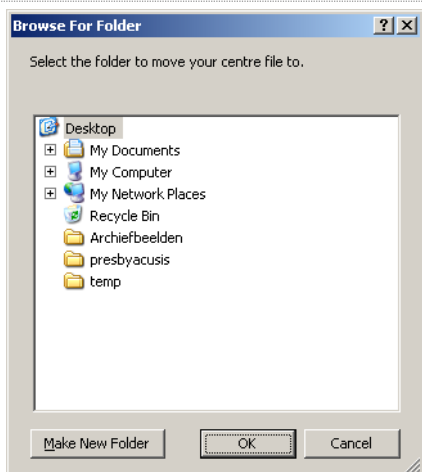 Browse For Folder
Select the folder to move your centre file to.
Desktop
My Documents
My Computer
My Network Places
Recycle Bin
Archiefbeelden
presbyacusis
temp
Make New Folder OK Cancel